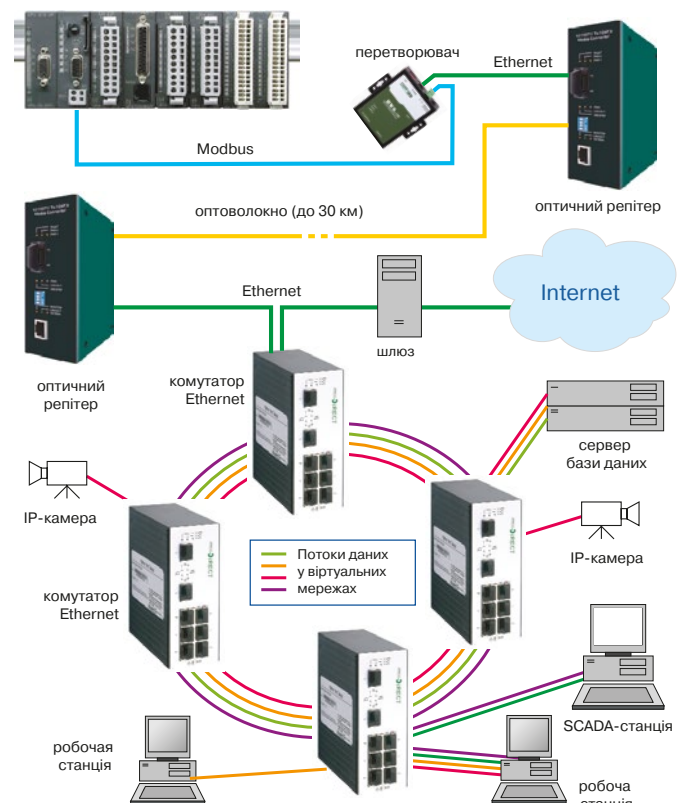 перетворювач
Ethernet
Modbus
оптичний репітер
оптоволокно (до 30 км)
Ethernet
Internet
шлюз
оптичний
репітер
комутатор
Ethernet
сервер
бази даних
IP-камера
IP-камера
Потоки даних
у віртуальних
мережах
комутатор
Ethernet
SCADA-станція
робочая
станція
робоча